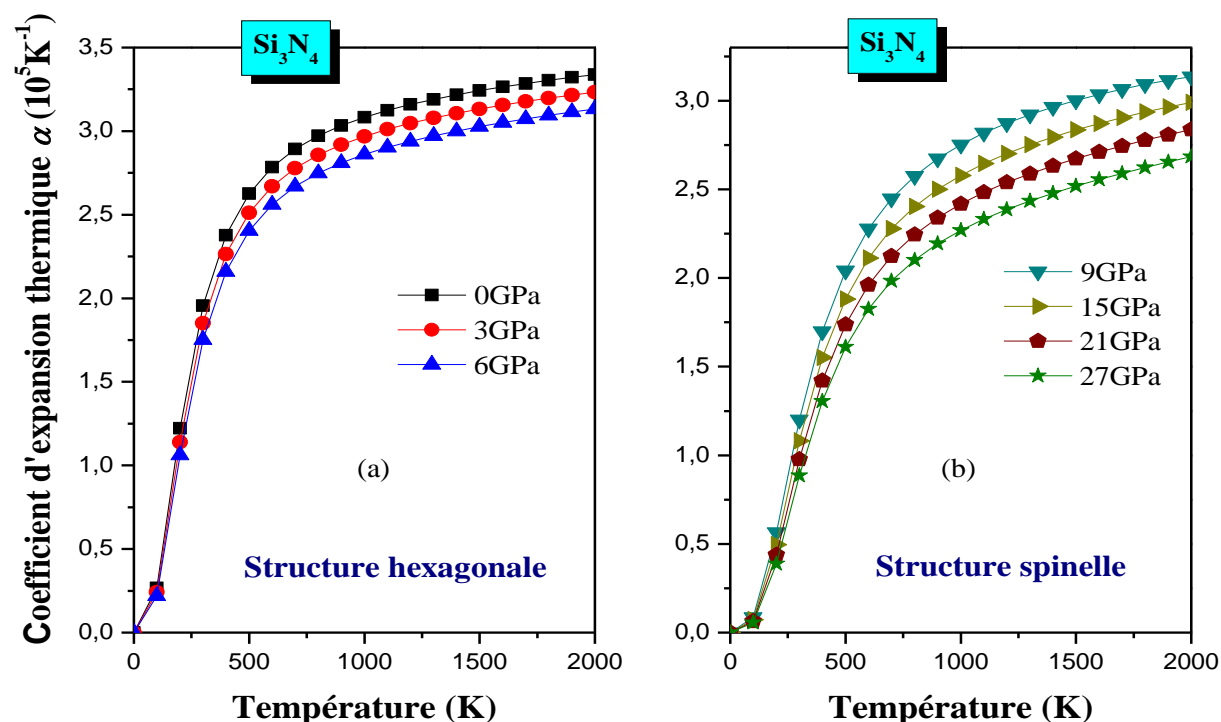 Si₃N₄
Coefficient d'expansion thermique α (10⁵K⁻¹)
3,5
3,0
2,5
2,0
1,5
1,0
0,5
0,0
0GPa
3GPa
6GPa
(a)
Structure hexagonale
0 500 1000 1500 2000
Température (K)
Si₃N₄
3,0
2,5
2,0
1,5
1,0
0,5
0,0
9GPa
15GPa
21GPa
27GPa
(b)
Structure spinelle
0 500 1000 1500 2000
Température (K)